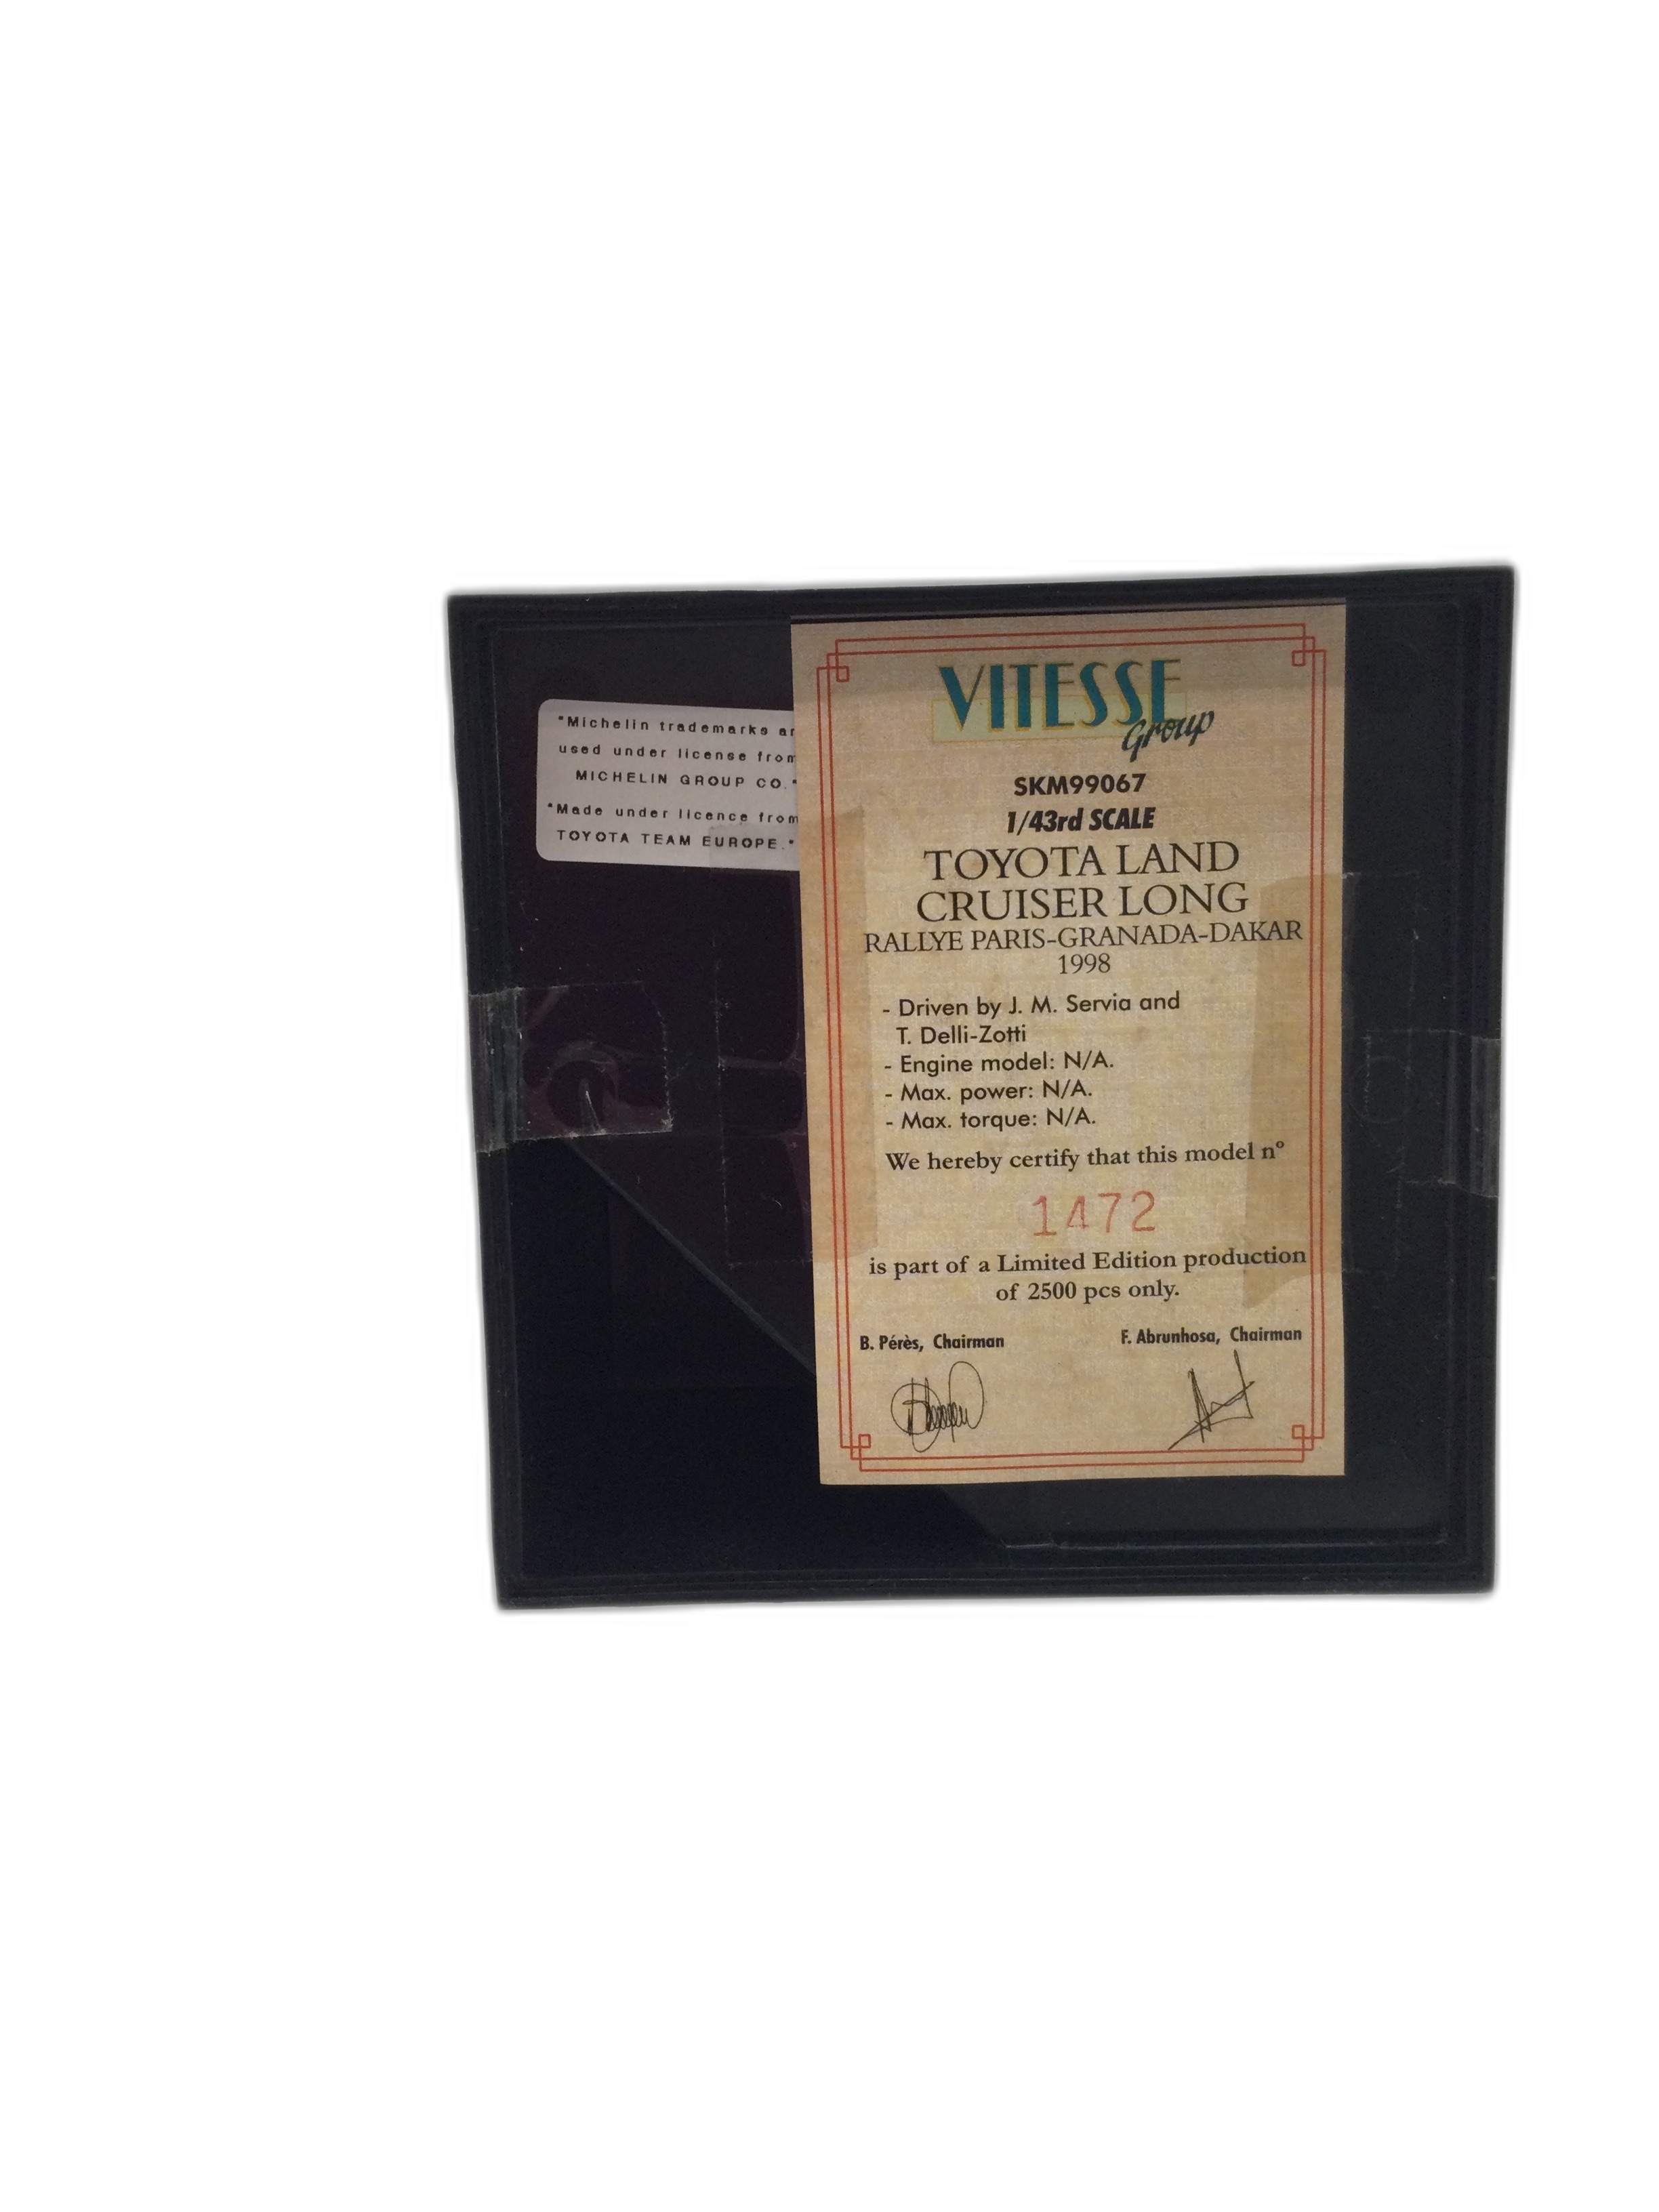 "Michelin trademarks ar
used under license from
MICHELIN GROUP CO."
"Made under licence from
TOYOTA TEAM EUROPE."
VITESSE
Group
SKM99067
1/43rd SCALE
TOYOTA LAND
CRUISER LONG
RALLYE PARIS-GRANADA-DAKAR
1998
- Driven by J. M. Servia and
T. Delli-Zotti
- Engine model: N/A.
- Max. power: N/A.
- Max. torque: N/A.
We hereby certify that this model nº
1472
is part of a Limited Edition production
of 2500 pcs only.
B. Pérès, Chairman F. Abrunhosa, Chairman